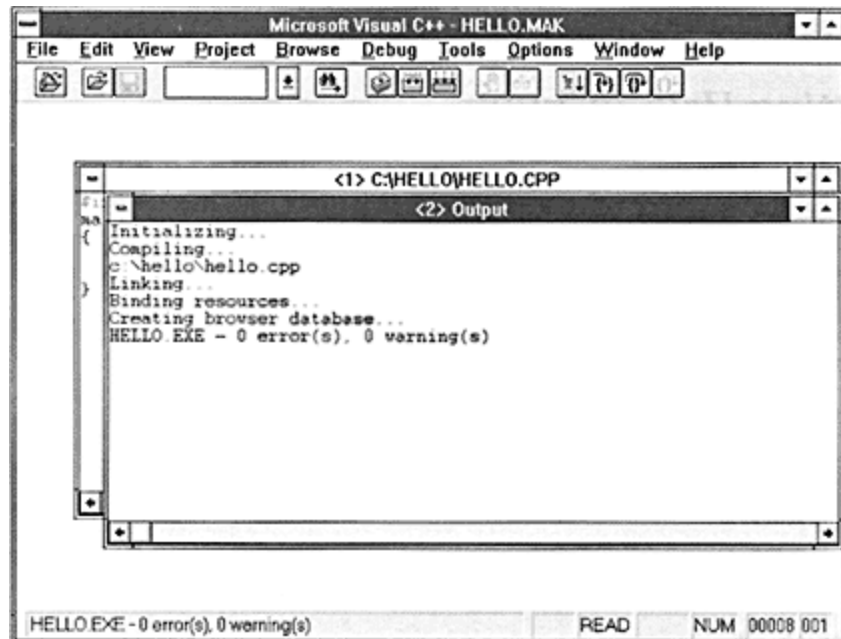 Microsoft Visual C++ - HELLO.MAK
File Edit View Project Browse Debug Tools Options Window Help
<1> C:\HELLO\HELLO.CPP
<2> Output
{
}
Initializing...
Compiling...
c:\hello\hello.cpp
Linking...
Binding resources...
Creating browser database...
HELLO.EXE - 0 error(s), 0 warning(s)
HELLO.EXE - 0 error(s), 0 warning(s) READ NUM 00008 001